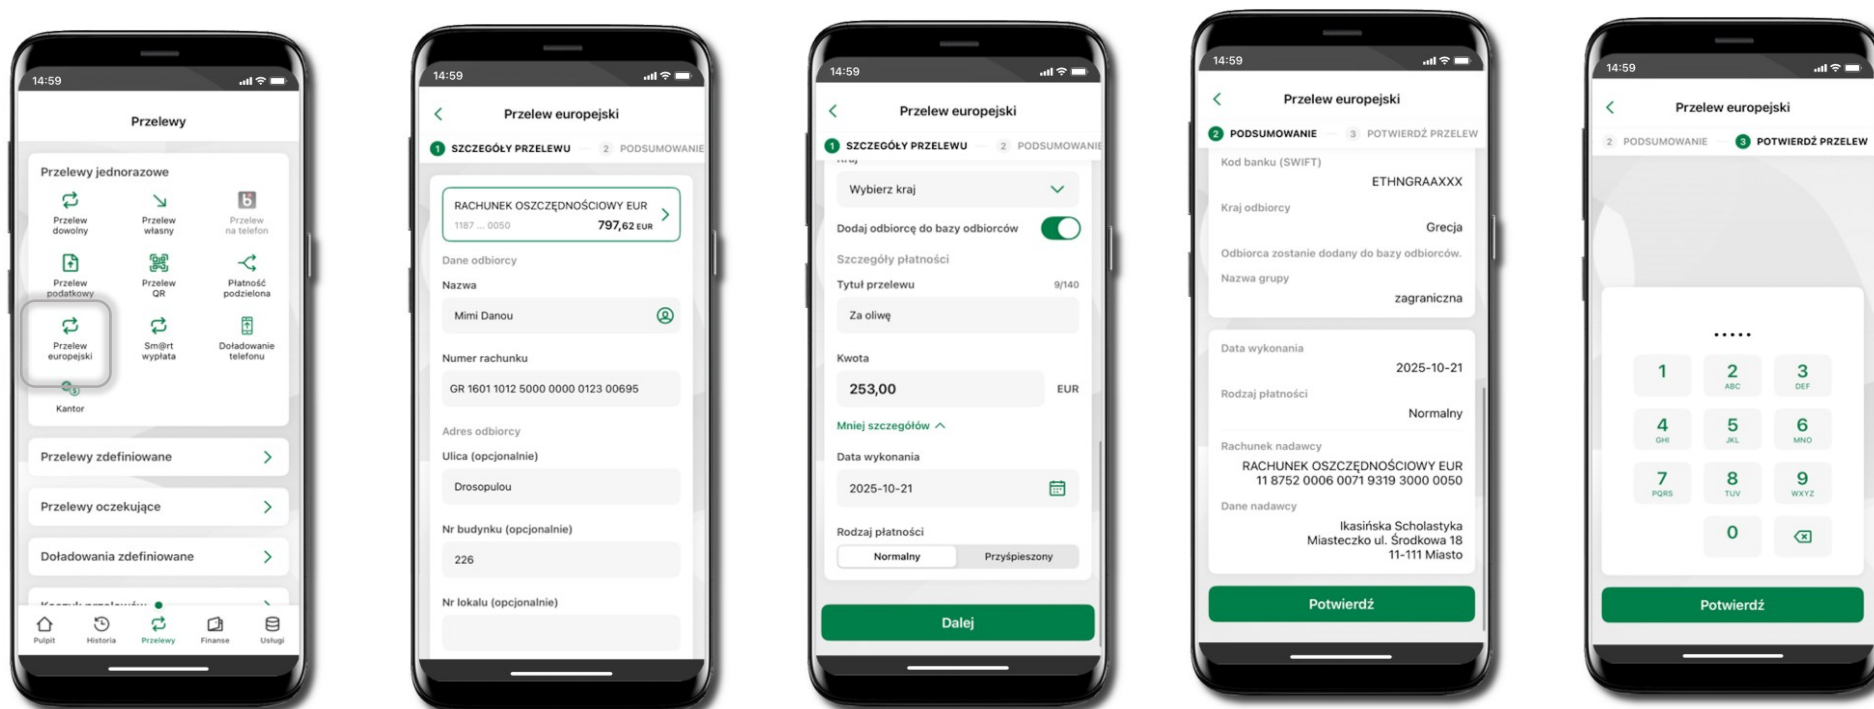 14:59
Przelewy
Przelewy jednorazowe
Przelew
dowolny
Przelew
własny
Przelew
na telefon
Przelew
podatkowy
Przelew
QR
Płatność
podzielona
Przelew
europejski
Sm@rt
wypłata
Doładowanie
telefonu
Kantor
Przelewy zdefiniowane
Przelewy oczekujące
Doładowania zdefiniowane
Koszyk przelewów
Pulpit
Historia
Przelewy
Finanse
Usługi
14:59
Przelew europejski
1 SZCZEGÓŁY PRZELEWU 2 PODSUMOWANIE
RACHUNEK OSZCZĘDNOŚCIOWY EUR
1187 ... 0050 797,62 EUR
Dane odbiorcy
Nazwa
Mimi Danou
Numer rachunku
GR 1601 1012 5000 0000 0123 00695
Adres odbiorcy
Ulica (opcjonalnie)
Drosopulou
Nr budynku (opcjonalnie)
226
Nr lokalu (opcjonalnie)
14:59
Przelew europejski
1 SZCZEGÓŁY PRZELEWU 2 PODSUMOWANIE
Kraj
Wybierz kraj
Dodaj odbiorcę do bazy odbiorców
Szczegóły płatności
Tytuł przelewu 9/140
Za oliwę
Kwota
253,00 EUR
Mniej szczegółów
Data wykonania
2025-10-21
Rodzaj płatności
Normalny Przyśpieszony
Dalej
14:59
Przelew europejski
2 PODSUMOWANIE 3 POTWIERDŹ PRZELEW
Kod banku (SWIFT)
ETHNGRAAXXX
Kraj odbiorcy
Grecja
Odbiorca zostanie dodany do bazy odbiorców.
Nazwa grupy
zagraniczna
Data wykonania
2025-10-21
Rodzaj płatności
Normalny
Rachunek nadawcy
RACHUNEK OSZCZĘDNOŚCIOWY EUR
11 8752 0006 0071 9319 3000 0050
Dane nadawcy
Ikasińska Scholastyka
Miasteczko ul. Środkowa 18
11-111 Miasto
Potwierdź
14:59
Przelew europejski
2 PODSUMOWANIE 3 POTWIERDŹ PRZELEW
•••••
1 2 3
ABC DEF
4 5 6
GHI JKL MNO
7 8 9
PQRS TUV WXYZ
0
Potwierdź